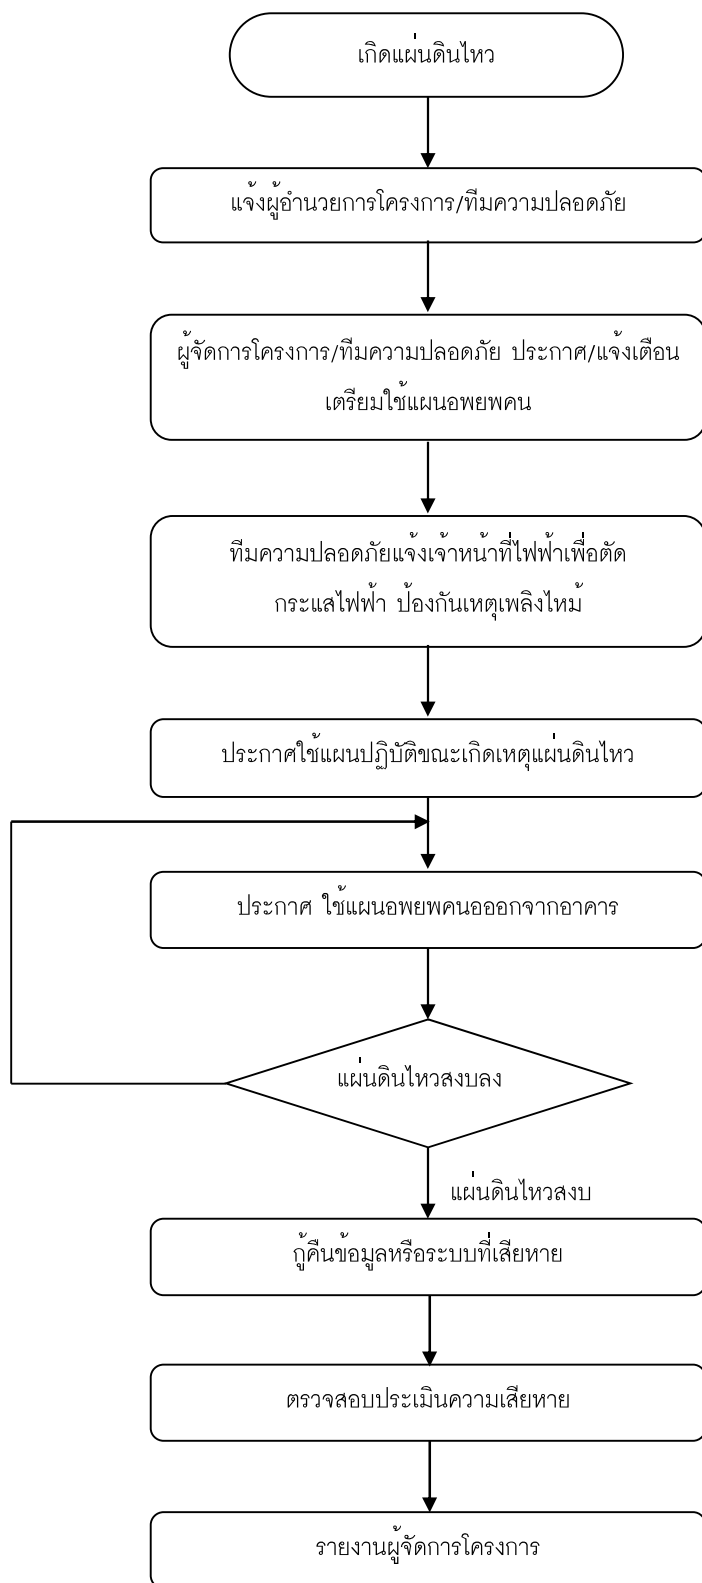 เกิดแผ่นดินไหว
แจ้งผู้อำนวยการโครงการ/ทีมความปลอดภัย
ผู้จัดการโครงการ/ทีมความปลอดภัย ประกาศ/แจ้งเตือน
เตรียมใช้แผนอพยพคน
ทีมความปลอดภัยแจ้งเจ้าหน้าที่ไฟฟ้าเพื่อตัด
กระแสไฟฟ้า ป้องกันเหตุเพลิงไหม้
ประกาศใช้แผนปฏิบัติขณะเกิดเหตุแผ่นดินไหว
ประกาศ ใช้แผนอพยพคนอออกจากอาคาร
แผ่นดินไหวสงบลง
แผ่นดินไหวสงบ
กู้คืนข้อมูลหรือระบบที่เสียหาย
ตรวจสอบประเมินความเสียหาย
รายงานผู้จัดการโครงการ